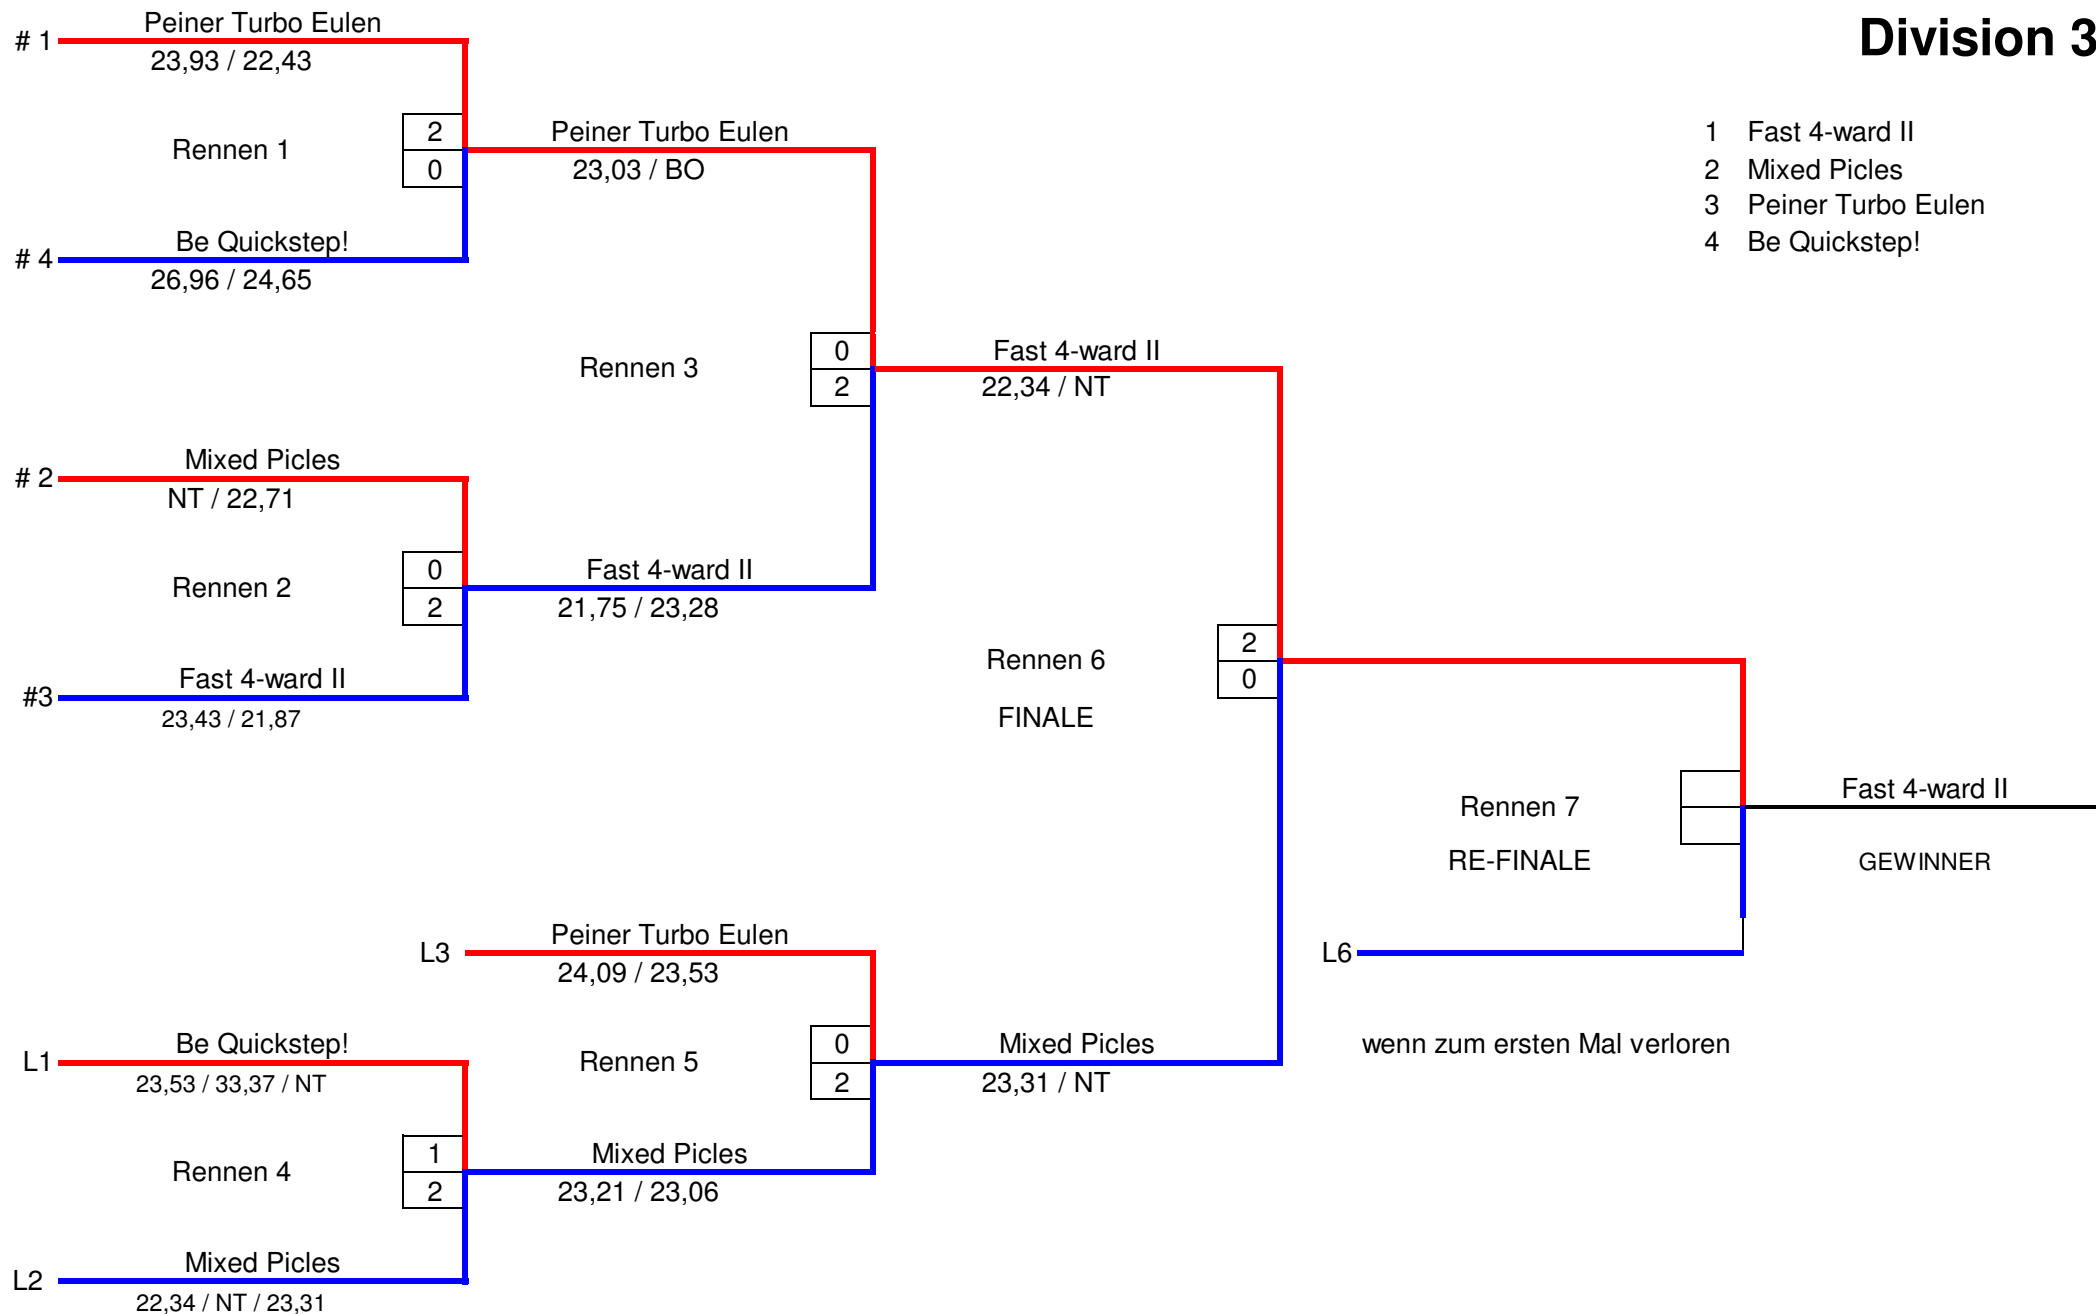 Division 3
1 Fast 4-ward II
2 Mixed Picles
3 Peiner Turbo Eulen
4 Be Quickstep!
# 1 Peiner Turbo Eulen
23,93 / 22,43
Rennen 1
2
0
# 4 Be Quickstep!
26,96 / 24,65
Peiner Turbo Eulen
23,03 / BO
Rennen 3
0
2
# 2 Mixed Picles
NT / 22,71
Rennen 2
0
2
#3 Fast 4-ward II
23,43 / 21,87
Fast 4-ward II
21,75 / 23,28
Fast 4-ward II
22,34 / NT
Rennen 6
FINALE
2
0
Rennen 7
RE-FINALE
Fast 4-ward II
GEWINNER
L6
wenn zum ersten Mal verloren
L3 Peiner Turbo Eulen
24,09 / 23,53
Rennen 5
0
2
Mixed Picles
23,31 / NT
L1 Be Quickstep!
23,53 / 33,37 / NT
Rennen 4
1
2
Mixed Picles
23,21 / 23,06
L2 Mixed Picles
22,34 / NT / 23,31